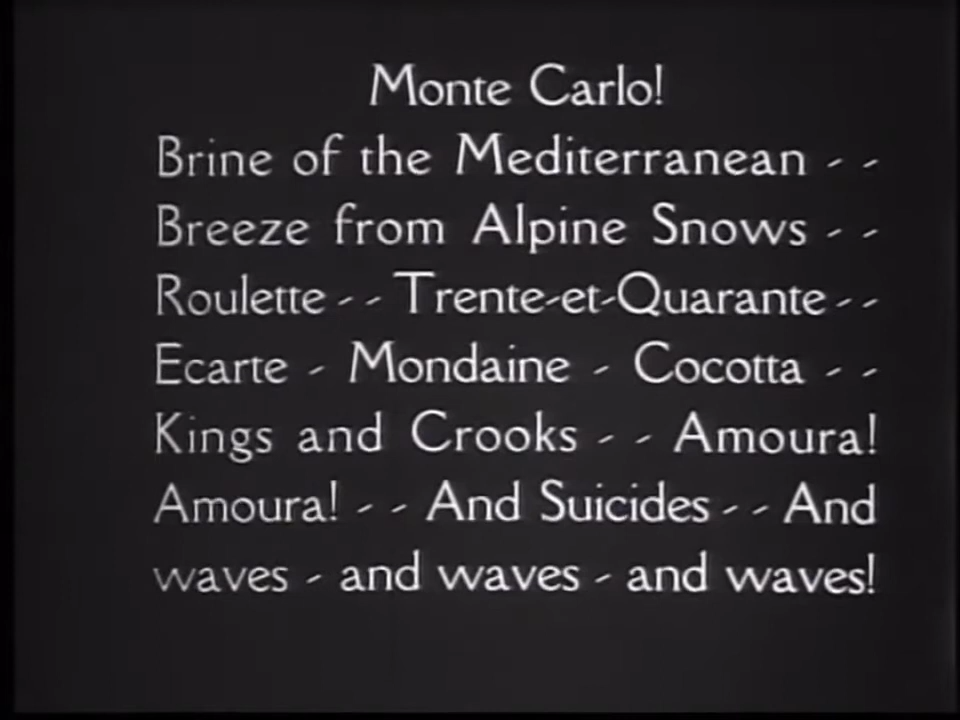 Monte Carlo!
Brine of the Mediterranean - -
Breeze from Alpine Snows - -
Roulette - - Trente-et-Quarante - -
Ecarte - Mondaine - Cocotta - -
Kings and Crooks - - Amoura!
Amoura! - - And Suicides - - And
waves - and waves - and waves!